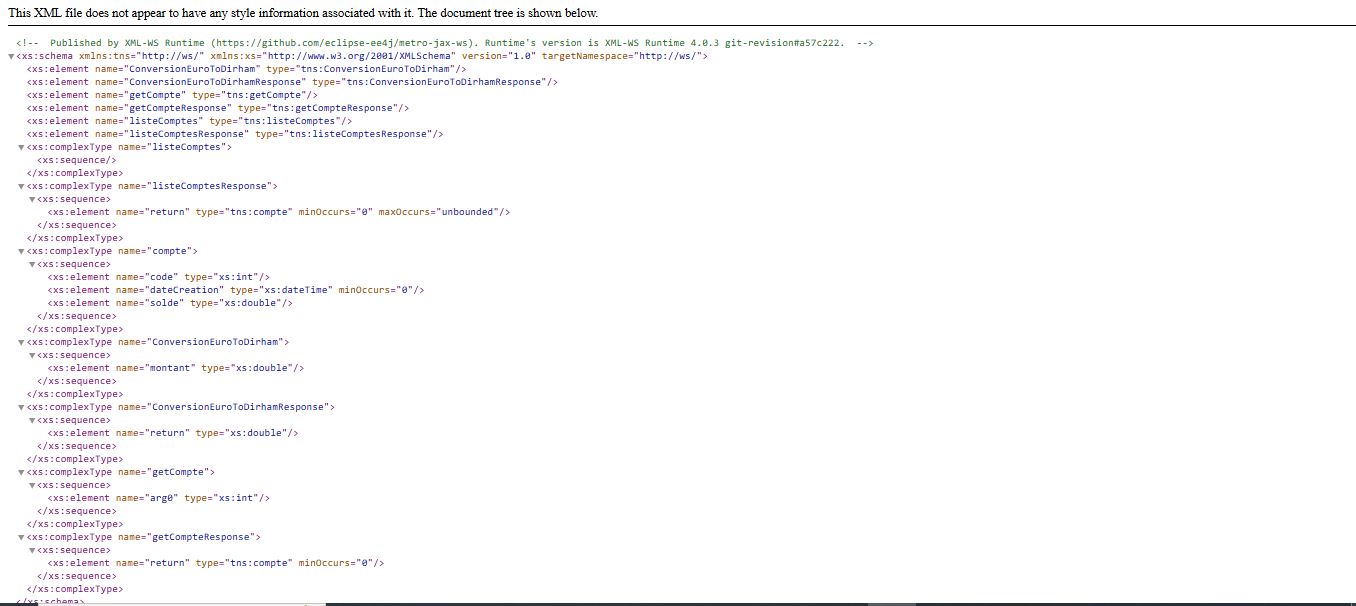 This XML file does not appear to have any style information associated with it. The document tree is shown below.
<!--  Published by XML-WS Runtime (https://github.com/eclipse-ee4j/metro-jax-ws). Runtime's version is XML-WS Runtime 4.0.3 git-revision#a57c222.  -->
▼<xs:schema xmlns:tns="http://ws/" xmlns:xs="http://www.w3.org/2001/XMLSchema" version="1.0" targetNamespace="http://ws/">
<xs:element name="ConversionEuroToDirham" type="tns:ConversionEuroToDirham"/>
<xs:element name="ConversionEuroToDirhamResponse" type="tns:ConversionEuroToDirhamResponse"/>
<xs:element name="getCompte" type="tns:getCompte"/>
<xs:element name="getCompteResponse" type="tns:getCompteResponse"/>
<xs:element name="listeComptes" type="tns:listeComptes"/>
<xs:element name="listeComptesResponse" type="tns:listeComptesResponse"/>
▼<xs:complexType name="listeComptes">
<xs:sequence/>
</xs:complexType>
▼<xs:complexType name="listeComptesResponse">
▼<xs:sequence>
<xs:element name="return" type="tns:compte" minOccurs="0" maxOccurs="unbounded"/>
</xs:sequence>
</xs:complexType>
▼<xs:complexType name="compte">
▼<xs:sequence>
<xs:element name="code" type="xs:int"/>
<xs:element name="dateCreation" type="xs:dateTime" minOccurs="0"/>
<xs:element name="solde" type="xs:double"/>
</xs:sequence>
</xs:complexType>
▼<xs:complexType name="ConversionEuroToDirham">
▼<xs:sequence>
<xs:element name="montant" type="xs:double"/>
</xs:sequence>
</xs:complexType>
▼<xs:complexType name="ConversionEuroToDirhamResponse">
▼<xs:sequence>
<xs:element name="return" type="xs:double"/>
</xs:sequence>
</xs:complexType>
▼<xs:complexType name="getCompte">
▼<xs:sequence>
<xs:element name="arg0" type="xs:int"/>
</xs:sequence>
</xs:complexType>
▼<xs:complexType name="getCompteResponse">
▼<xs:sequence>
<xs:element name="return" type="tns:compte" minOccurs="0"/>
</xs:sequence>
</xs:complexType>
</xs:schema>